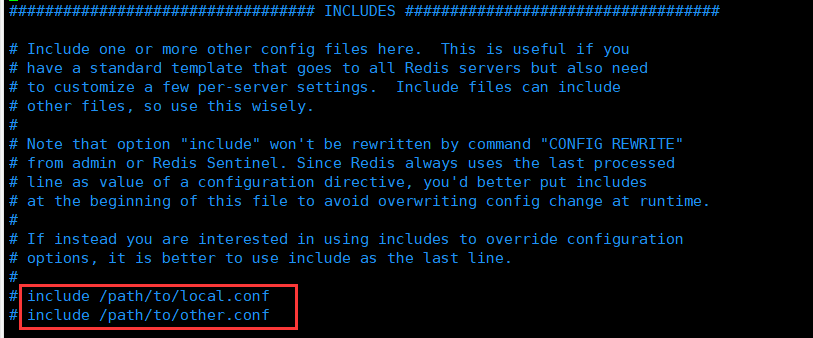 ################################## INCLUDES ###################################
# Include one or more other config files here.  This is useful if you
# have a standard template that goes to all Redis servers but also need
# to customize a few per-server settings.  Include files can include
# other files, so use this wisely.
#
# Note that option "include" won't be rewritten by command "CONFIG REWRITE"
# from admin or Redis Sentinel. Since Redis always uses the last processed
# line as value of a configuration directive, you'd better put includes
# at the beginning of this file to avoid overwriting config change at runtime.
#
# If instead you are interested in using includes to override configuration
# options, it is better to use include as the last line.
#
# include /path/to/local.conf
# include /path/to/other.conf